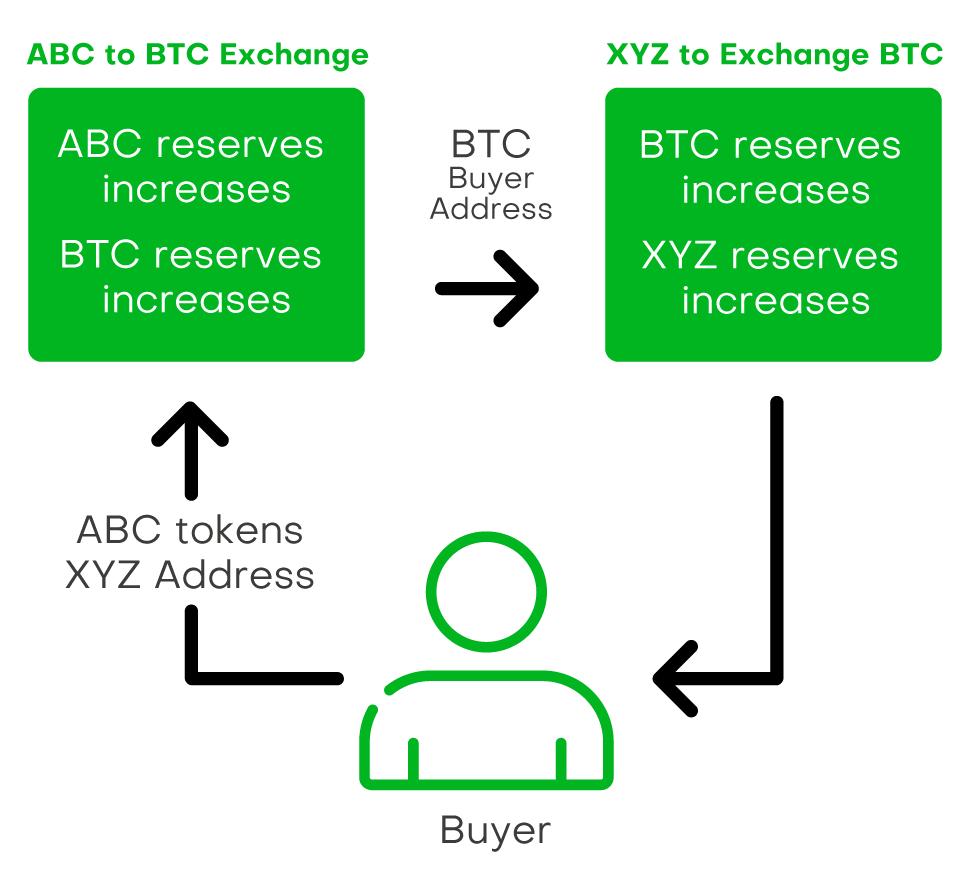 ABC to BTC Exchange
ABC reserves
increases
BTC reserves
increases
BTC
Buyer
Address
XYZ to Exchange BTC
BTC reserves
increases
XYZ reserves
increases
ABC tokens
XYZ Address
Buyer